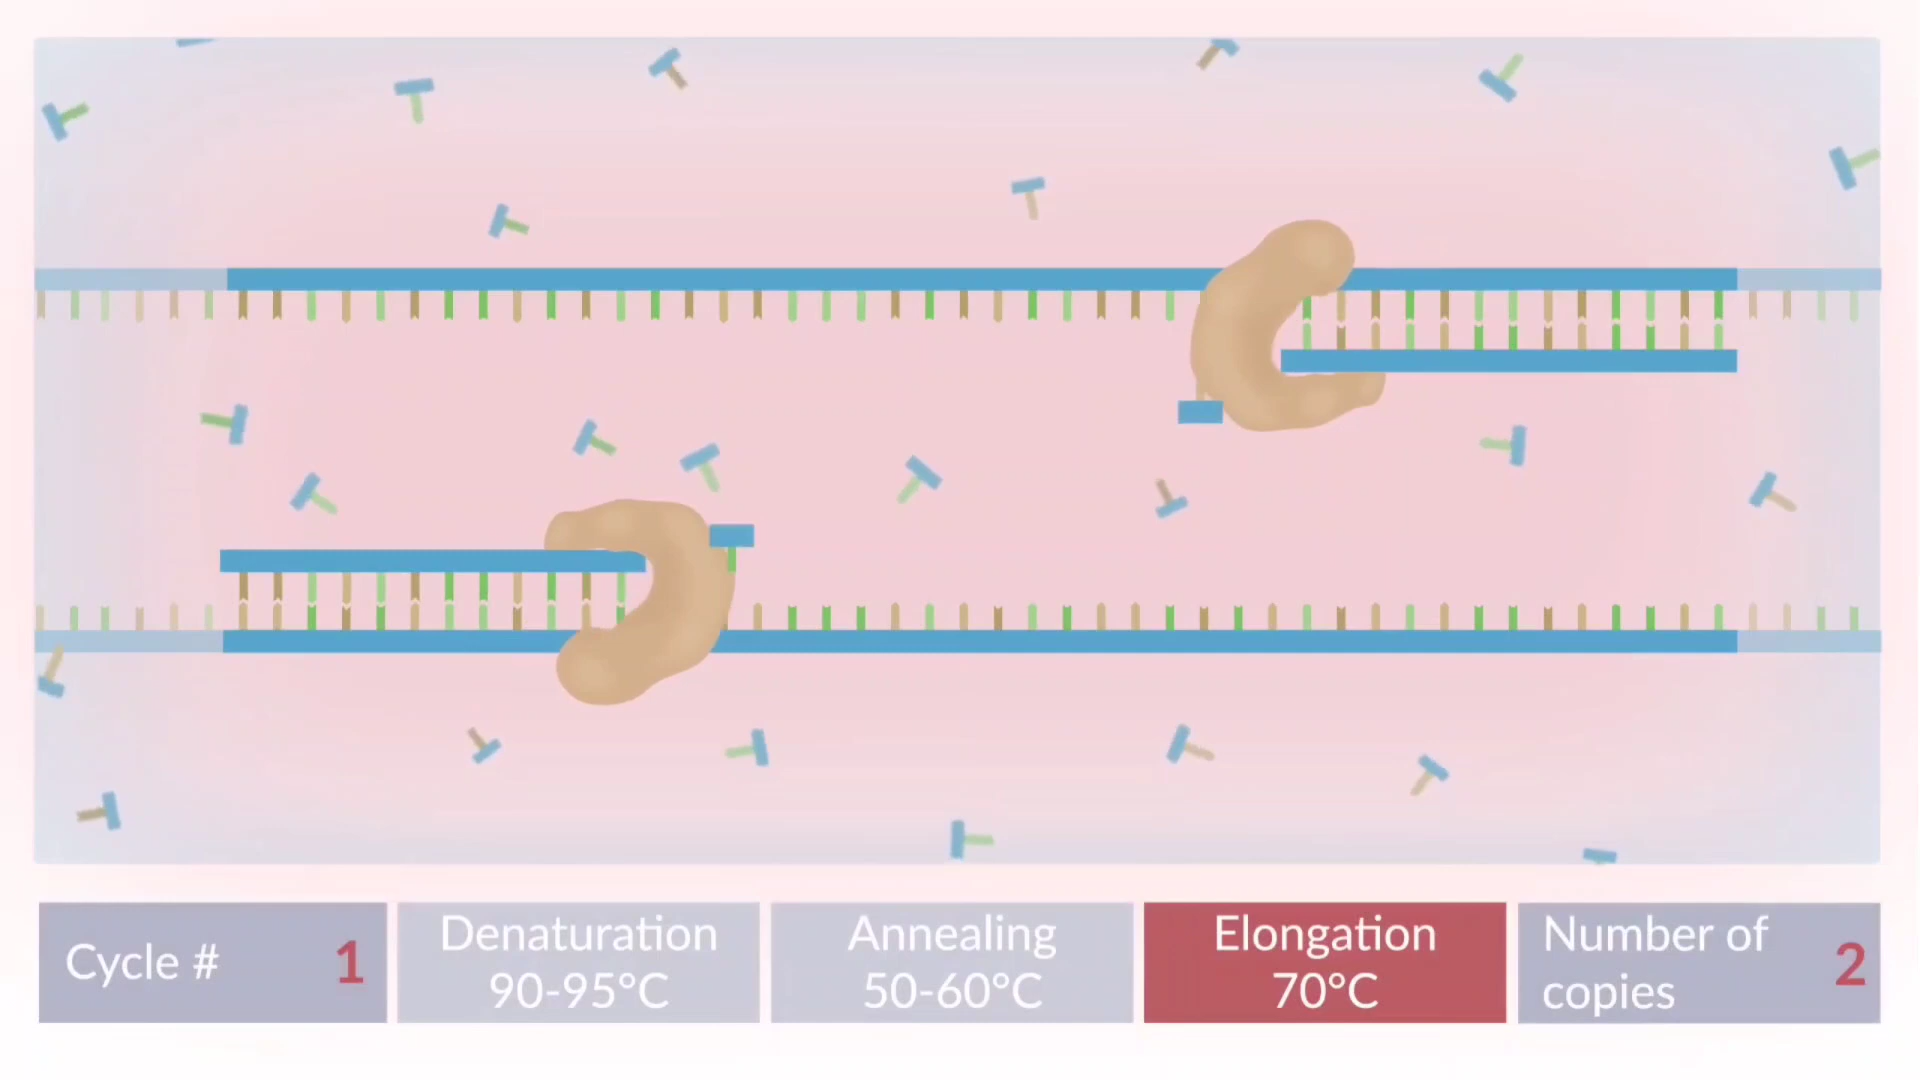 Cycle # 1
Denaturation
90-95°C
Annealing
50-60°C
Elongation
70°C
Number of
copies 2